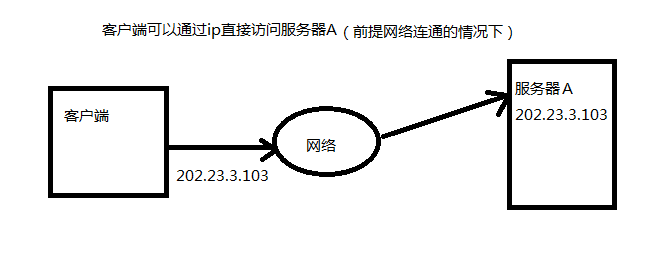 客户端可以通过ip直接访问服务器A（前提网络连通的情况下）
客户端
服务器A
202.23.3.103
网络
202.23.3.103